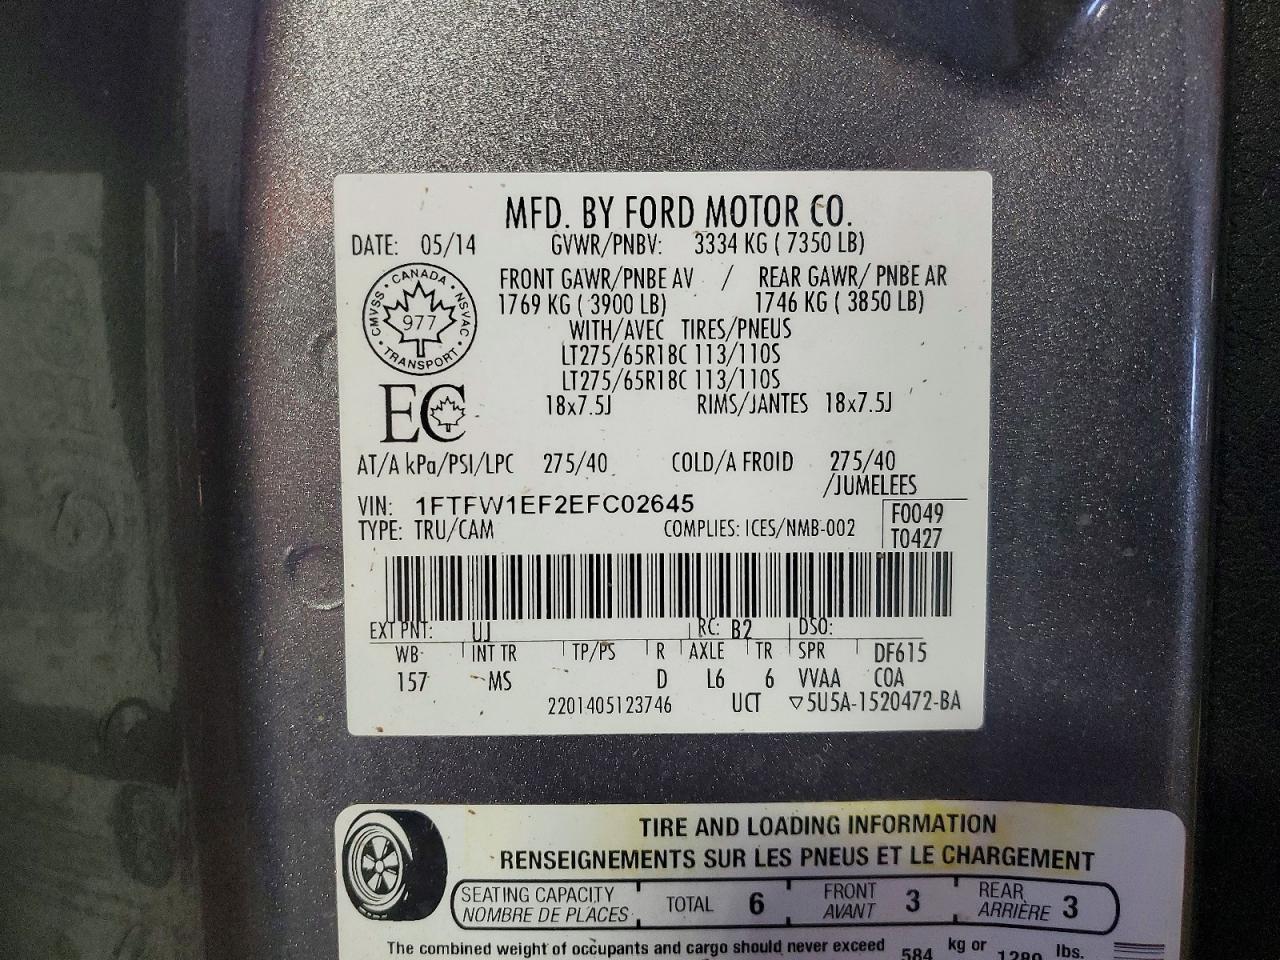 MFD. BY FORD MOTOR CO.
DATE: 05/14 GVWR/PNBV: 3334 KG ( 7350 LB)
FRONT GAWR/PNBE AV / REAR GAWR/ PNBE AR
1769 KG ( 3900 LB) 1746 KG ( 3850 LB)
WITH/AVEC TIRES/PNEUS
LT275/65R18C 113/110S
LT275/65R18C 113/110S
18x7.5J RIMS/JANTES 18x7.5J
CANADA
CMVSS • NSVAC
977
TRANSPORT
EC
AT/A kPa/PSI/LPC 275/40 COLD/A FROID 275/40
/JUMELEES
VIN: 1FTFW1EF2EFC02645
F0049
TYPE: TRU/CAM COMPLIES: ICES/NMB-002
T0427
EXT PNT: UJ RC: B2 DSO:
WB INT TR TP/PS R AXLE TR SPR DF615
157 MS D L6 6 VVAA COA
2201405123746 UCT ▽5U5A-1520472-BA
TIRE AND LOADING INFORMATION
RENSEIGNEMENTS SUR LES PNEUS ET LE CHARGEMENT
SEATING CAPACITY
NOMBRE DE PLACES
TOTAL 6
FRONT
AVANT 3
REAR
ARRIÈRE 3
The combined weight of occupants and cargo should never exceed 584 kg or 1289 lbs.